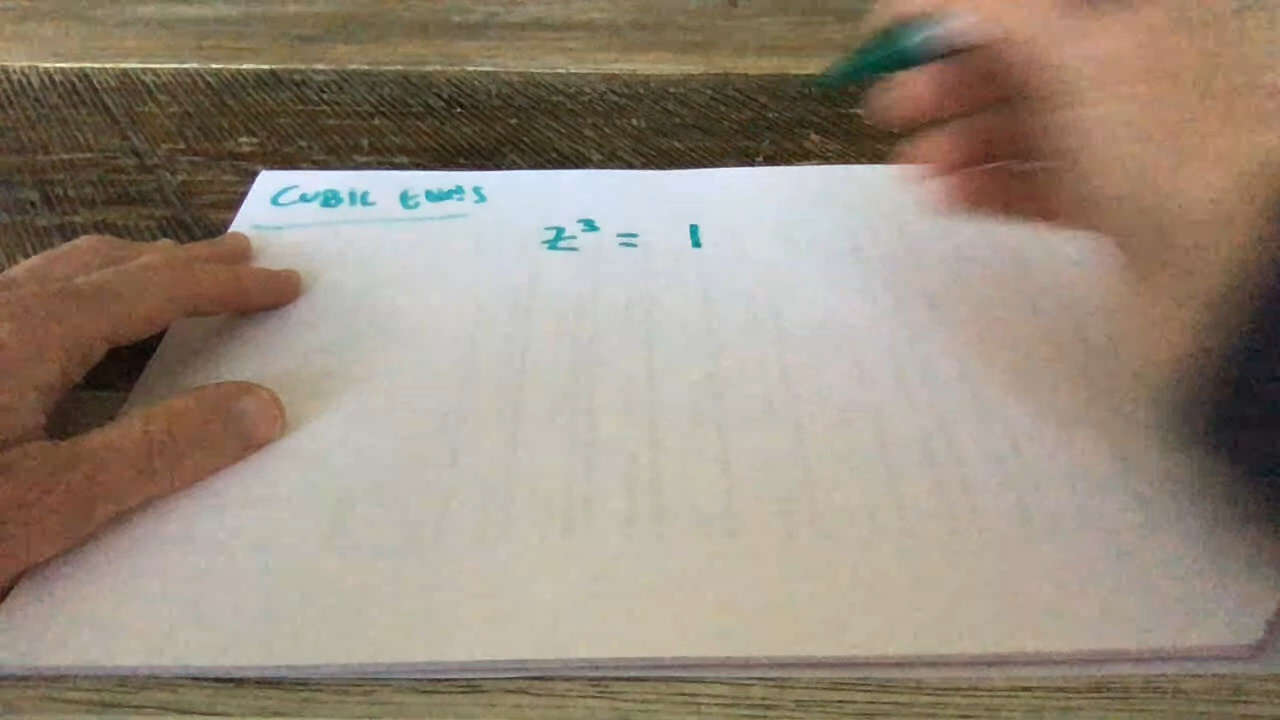 CUBIC EQNS
z³ = 1